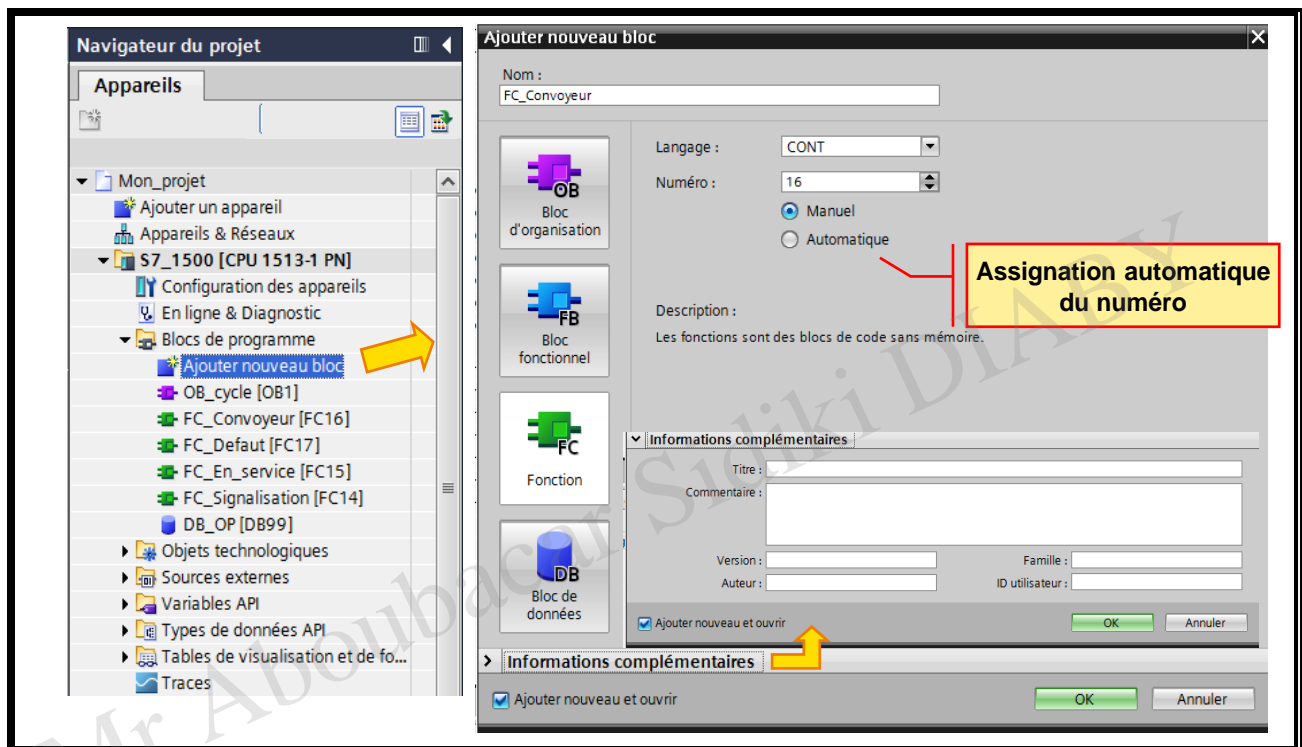 Navigateur du projet
Appareils
Mon_projet
Ajouter un appareil
Appareils & Réseaux
S7_1500 [CPU 1513-1 PN]
Configuration des appareils
En ligne & Diagnostic
Blocs de programme
Ajouter nouveau bloc
OB_cycle [OB1]
FC_Convoyeur [FC16]
FC_Defaut [FC17]
FC_En_service [FC15]
FC_Signalisation [FC14]
DB_OP [DB99]
Objets technologiques
Sources externes
Variables API
Types de données API
Tables de visualisation et de fo...
Traces
Ajouter nouveau bloc
Nom :
FC_Convoyeur
OB
Bloc
d'organisation
FB
Bloc
fonctionnel
FC
Fonction
DB
Bloc de
données
Langage : CONT
Numéro : 16
Manuel
Automatique
Assignation automatique
du numéro
Description :
Les fonctions sont des blocs de code sans mémoire.
Informations complémentaires
Titre :
Commentaire :
Version : Famille :
Auteur : ID utilisateur :
Ajouter nouveau et ouvrir OK Annuler
Informations complémentaires
Ajouter nouveau et ouvrir OK Annuler
Mr Aboubacar Sidiki DIABY